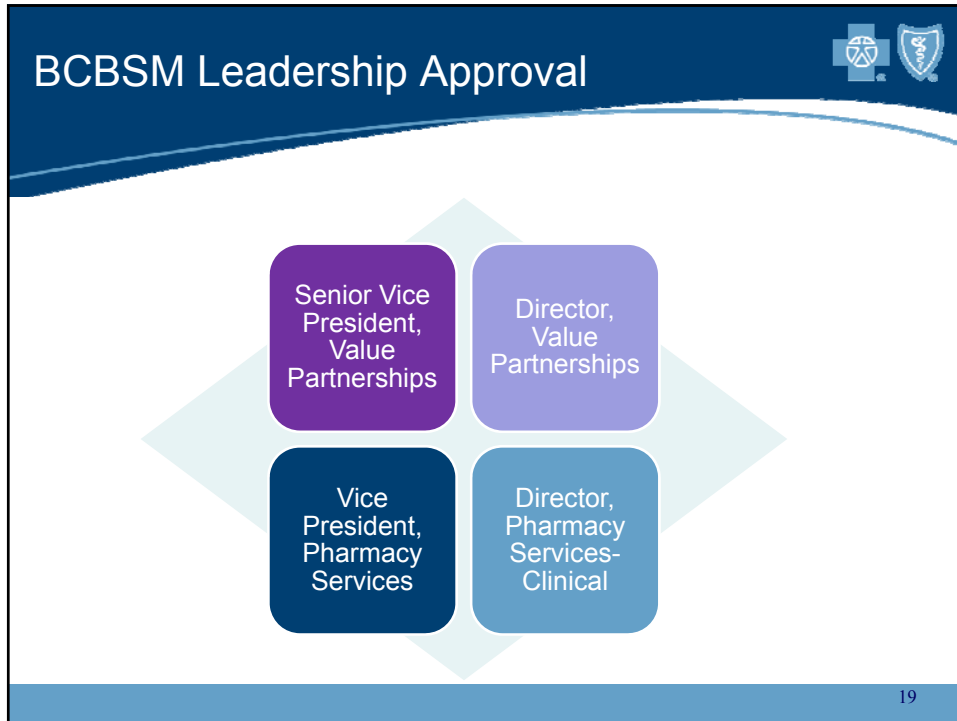 BCBSM Leadership Approval
Senior Vice
President,
Value
Partnerships
Director,
Value
Partnerships
Vice
President,
Pharmacy
Services
Director,
Pharmacy
Services-
Clinical
19